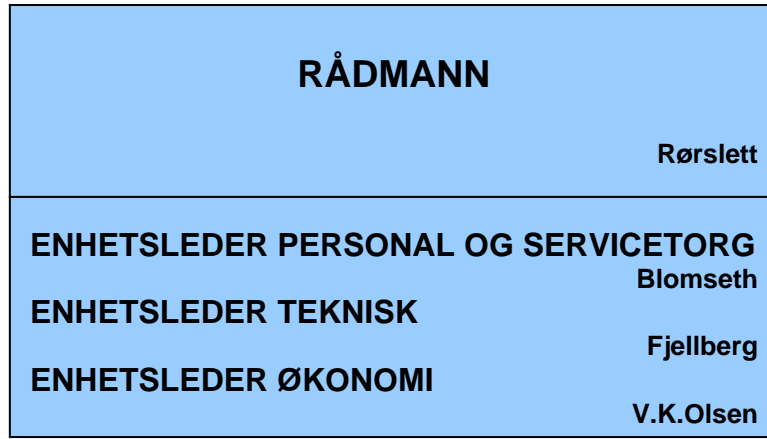 RÅDMANN
Rørslett
ENHETSLEDER PERSONAL OG SERVICETORG
Blomseth
ENHETSLEDER TEKNISK
Fjellberg
ENHETSLEDER ØKONOMI
V.K.Olsen